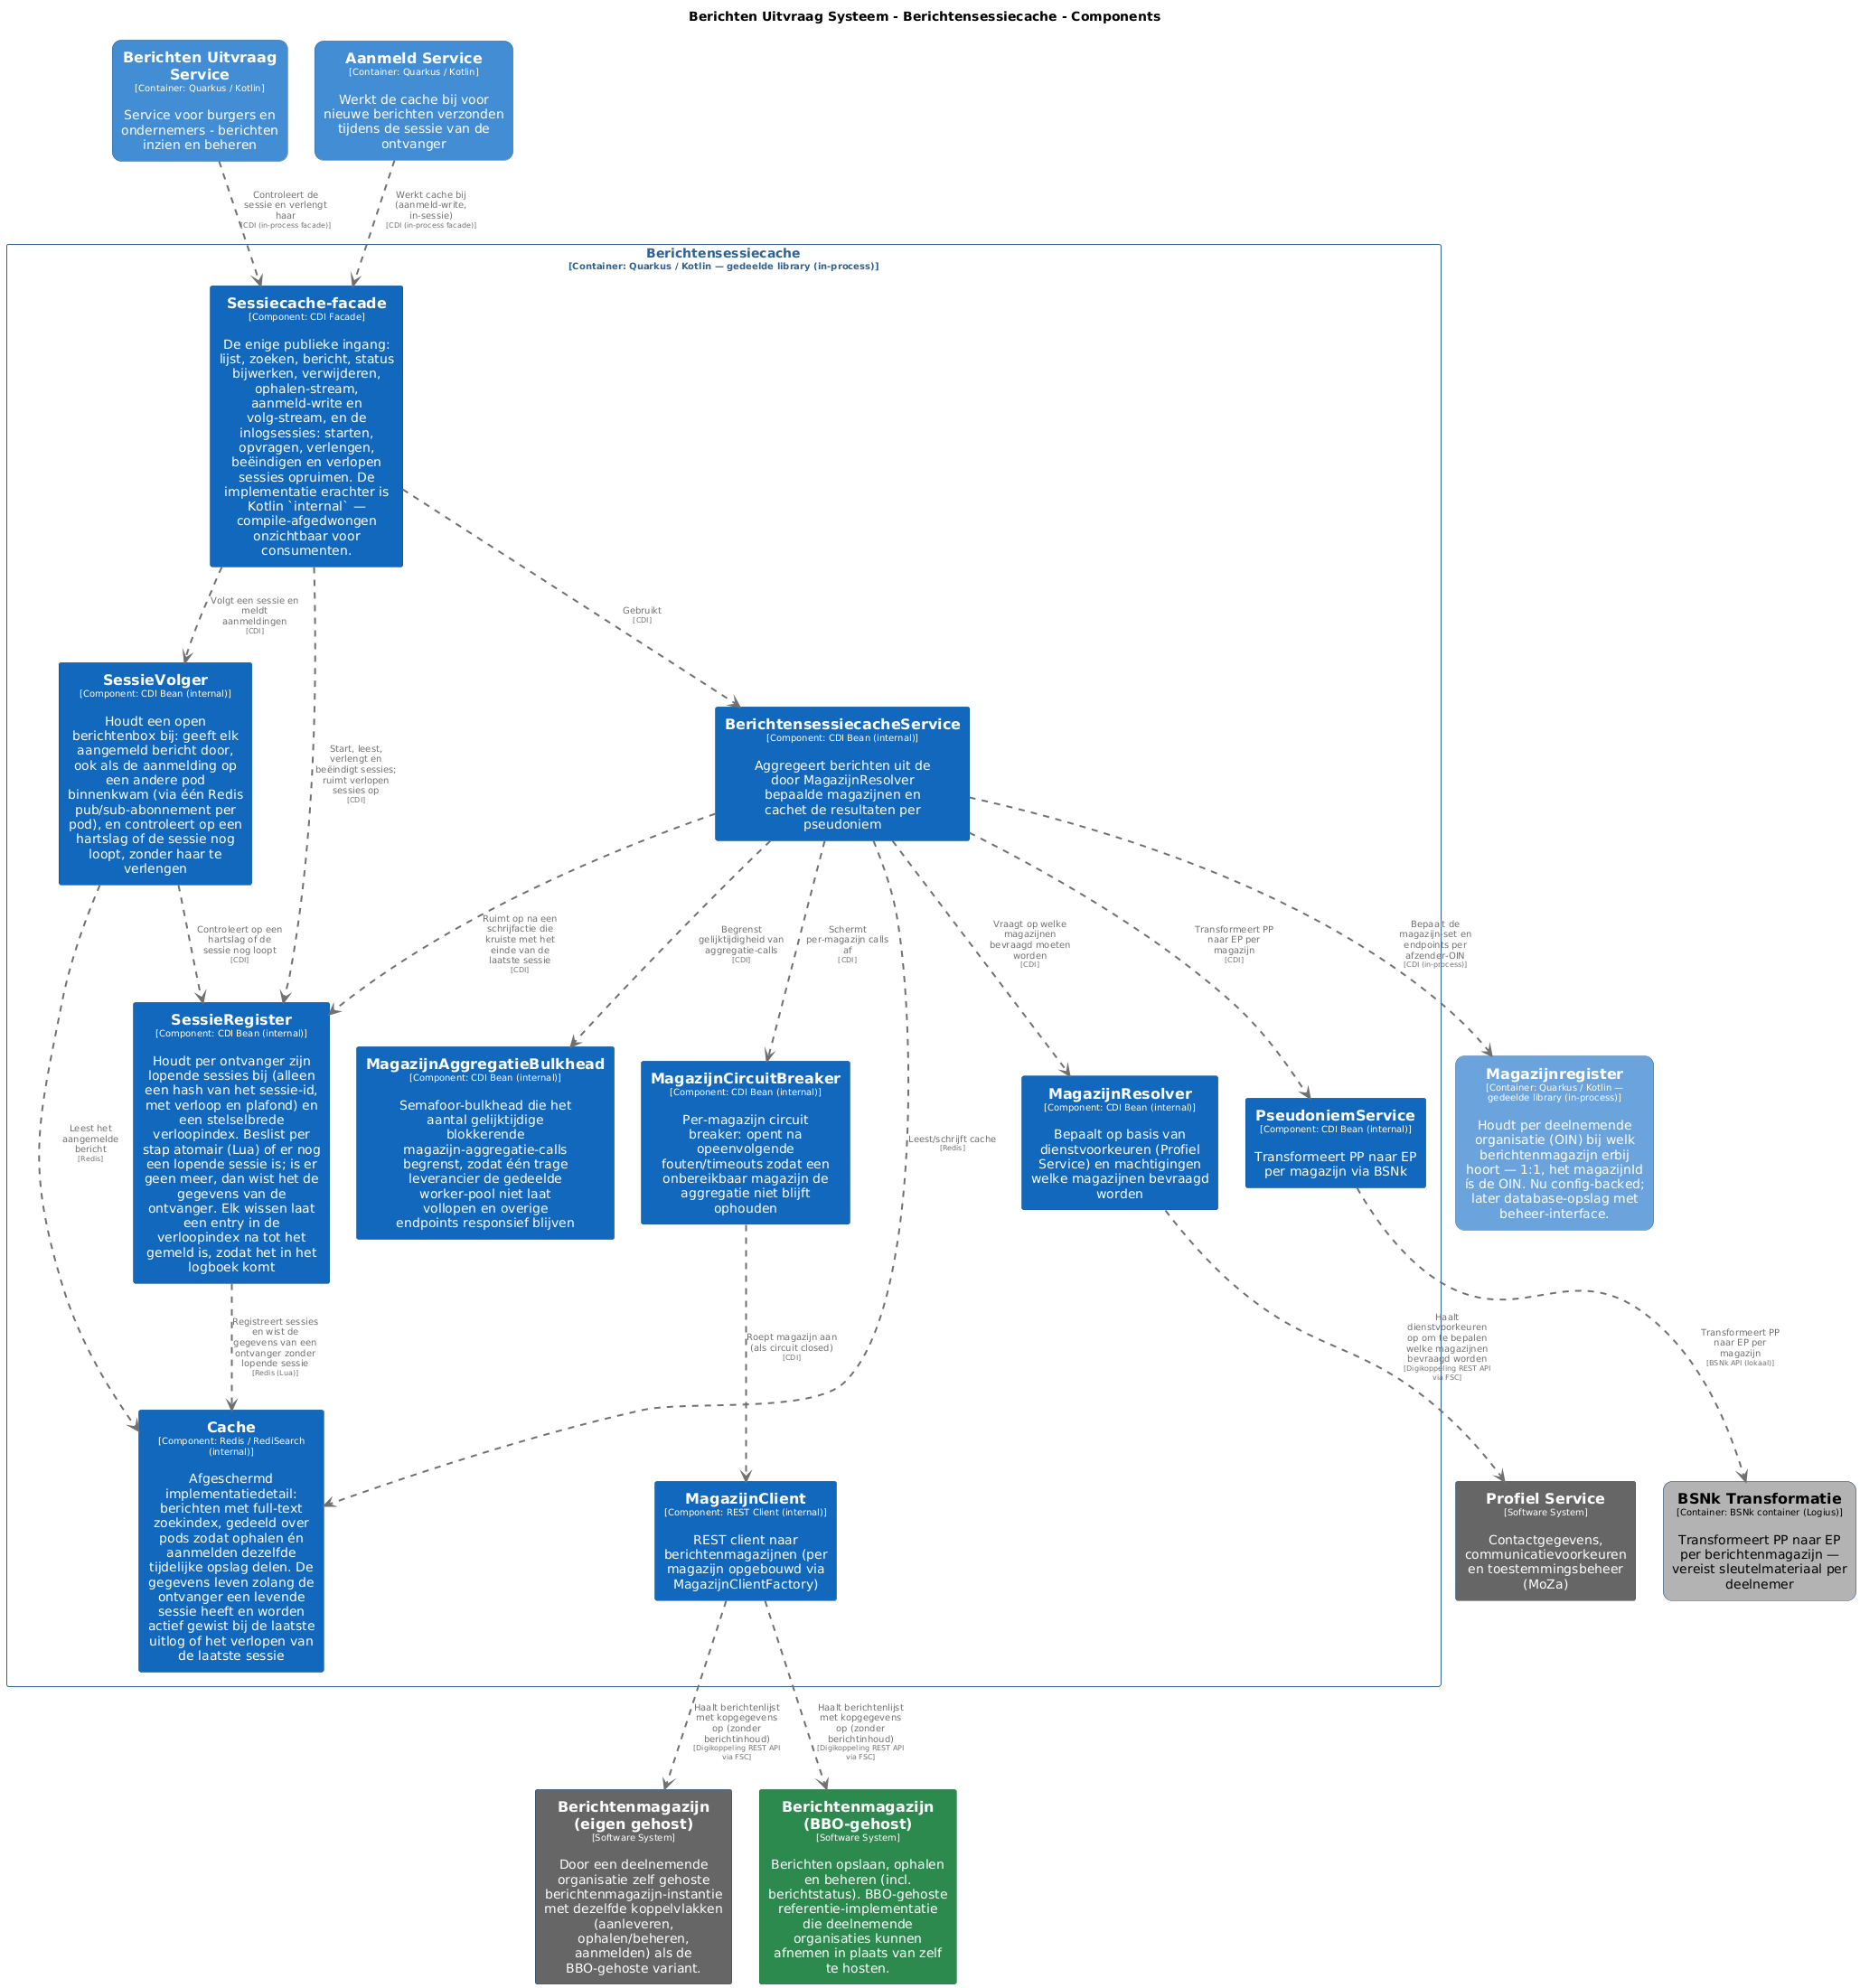 Berichten Uitvraag Systeem - Berichtensessiecache - Components
Berichten Uitvraag
Service
[Container: Quarkus / Kotlin]
Service voor burgers en
ondernemers - berichten
inzien en beheren
Aanmeld Service
[Container: Quarkus / Kotlin]
Werkt de cache bij voor
nieuwe berichten verzonden
tijdens de sessie van de
ontvanger
Controleert de
sessie en verlengt
haar
[CDI (in-process facade)]
Werkt cache bij
(aanmeld-write,
in-sessie)
[CDI (in-process facade)]
Berichtensessiecache
[Container: Quarkus / Kotlin — gedeelde library (in-process)]
Sessiecache-facade
[Component: CDI Facade]
De enige publieke ingang:
lijst, zoeken, bericht, status
bijwerken, verwijderen,
ophalen-stream,
aanmeld-write en
volg-stream, en de
inlogsessies: starten,
opvragen, verlengen,
beëindigen en verlopen
sessies opruimen. De
implementatie erachter is
Kotlin `internal` —
compile-afgedwongen
onzichtbaar voor
consumenten.
Volgt een sessie en
meldt
aanmeldingen
[CDI]
Gebruikt
[CDI]
SessieVolger
[Component: CDI Bean (internal)]
Houdt een open
berichtenbox bij: geeft elk
aangemeld bericht door,
ook als de aanmelding op
een andere pod
binnenkwam (via één Redis
pub/sub-abonnement per
pod), en controleert op een
hartslag of de sessie nog
loopt, zonder haar te
verlengen
Start, leest,
verlengt en
beëindigt sessies;
ruimt verlopen
sessies op
[CDI]
BerichtensessiecacheService
[Component: CDI Bean (internal)]
Aggregeert berichten uit de
door MagazijnResolver
bepaalde magazijnen en
cachet de resultaten per
pseudoniem
Controleert op een
hartslag of de
sessie nog loopt
[CDI]
Ruimt op na een
schrijfactie die
kruiste met het
einde van de
laatste sessie
[CDI]
Begrenst
gelijktijdigheid van
aggregatie-calls
[CDI]
Schermt
per-magazijn calls
af
[CDI]
Vraagt op welke
magazijnen
bevraagd moeten
worden
[CDI]
Transformeert PP
naar EP per
magazijn
[CDI]
Bepaalt de
magazijn-set en
endpoints per
afzender-OIN
[CDI (in-process)]
SessieRegister
[Component: CDI Bean (internal)]
Houdt per ontvanger zijn
lopende sessies bij (alleen
een hash van het sessie-id,
met verloop en plafond) en
een stelselbrede
verloopindex. Beslist per
stap atomair (Lua) of er nog
een lopende sessie is; is er
geen meer, dan wist het de
gegevens van de
ontvanger. Elk wissen laat
een entry in de
verloopindex na tot het
gemeld is, zodat het in het
logboek komt
MagazijnAggregatieBulkhead
[Component: CDI Bean (internal)]
Semafoor-bulkhead die het
aantal gelijktijdige
blokkerende
magazijn-aggregatie-calls
begrenst, zodat één trage
leverancier de gedeelde
worker-pool niet laat
vollopen en overige
endpoints responsief blijven
MagazijnCircuitBreaker
[Component: CDI Bean (internal)]
Per-magazijn circuit
breaker: opent na
opeenvolgende
fouten/timeouts zodat een
onbereikbaar magazijn de
aggregatie niet blijft
ophouden
Leest/schrijft cache
[Redis]
MagazijnResolver
[Component: CDI Bean (internal)]
Bepaalt op basis van
dienstvoorkeuren (Profiel
Service) en machtigingen
welke magazijnen bevraagd
worden
PseudoniemService
[Component: CDI Bean (internal)]
Transformeert PP naar EP
per magazijn via BSNk
Magazijnregister
[Container: Quarkus / Kotlin —
gedeelde library (in-process)]
Houdt per deelnemende
organisatie (OIN) bij welk
berichtenmagazijn erbij
hoort — 1:1, het magazijnId
ís de OIN. Nu config-backed;
later database-opslag met
beheer-interface.
Leest het
aangemelde
bericht
[Redis]
Registreert sessies
en wist de
gegevens van een
ontvanger zonder
lopende sessie
[Redis (Lua)]
Roept magazijn aan
(als circuit closed)
[CDI]
Haalt
dienstvoorkeuren
op om te bepalen
welke magazijnen
bevraagd worden
[Digikoppeling REST API
via FSC]
Transformeert PP
naar EP per
magazijn
[BSNk API (lokaal)]
Cache
[Component: Redis / RediSearch
(internal)]
Afgeschermd
implementatiedetail:
berichten met full-text
zoekindex, gedeeld over
pods zodat ophalen én
aanmelden dezelfde
tijdelijke opslag delen. De
gegevens leven zolang de
ontvanger een levende
sessie heeft en worden
actief gewist bij de laatste
uitlog of het verlopen van
de laatste sessie
MagazijnClient
[Component: REST Client (internal)]
REST client naar
berichtenmagazijnen (per
magazijn opgebouwd via
MagazijnClientFactory)
Profiel Service
[Software System]
Contactgegevens,
communicatievoorkeuren
en toestemmingsbeheer
(MoZa)
BSNk Transformatie
[Container: BSNk container (Logius)]
Transformeert PP naar EP
per berichtenmagazijn —
vereist sleutelmateriaal per
deelnemer
Haalt berichtenlijst
met kopgegevens
op (zonder
berichtinhoud)
[Digikoppeling REST API
via FSC]
Haalt berichtenlijst
met kopgegevens
op (zonder
berichtinhoud)
[Digikoppeling REST API
via FSC]
Berichtenmagazijn
(eigen gehost)
[Software System]
Door een deelnemende
organisatie zelf gehoste
berichtenmagazijn-instantie
met dezelfde koppelvlakken
(aanleveren,
ophalen/beheren,
aanmelden) als de
BBO-gehoste variant.
Berichtenmagazijn
(BBO-gehost)
[Software System]
Berichten opslaan, ophalen
en beheren (incl.
berichtstatus). BBO-gehoste
referentie-implementatie
die deelnemende
organisaties kunnen
afnemen in plaats van zelf
te hosten.